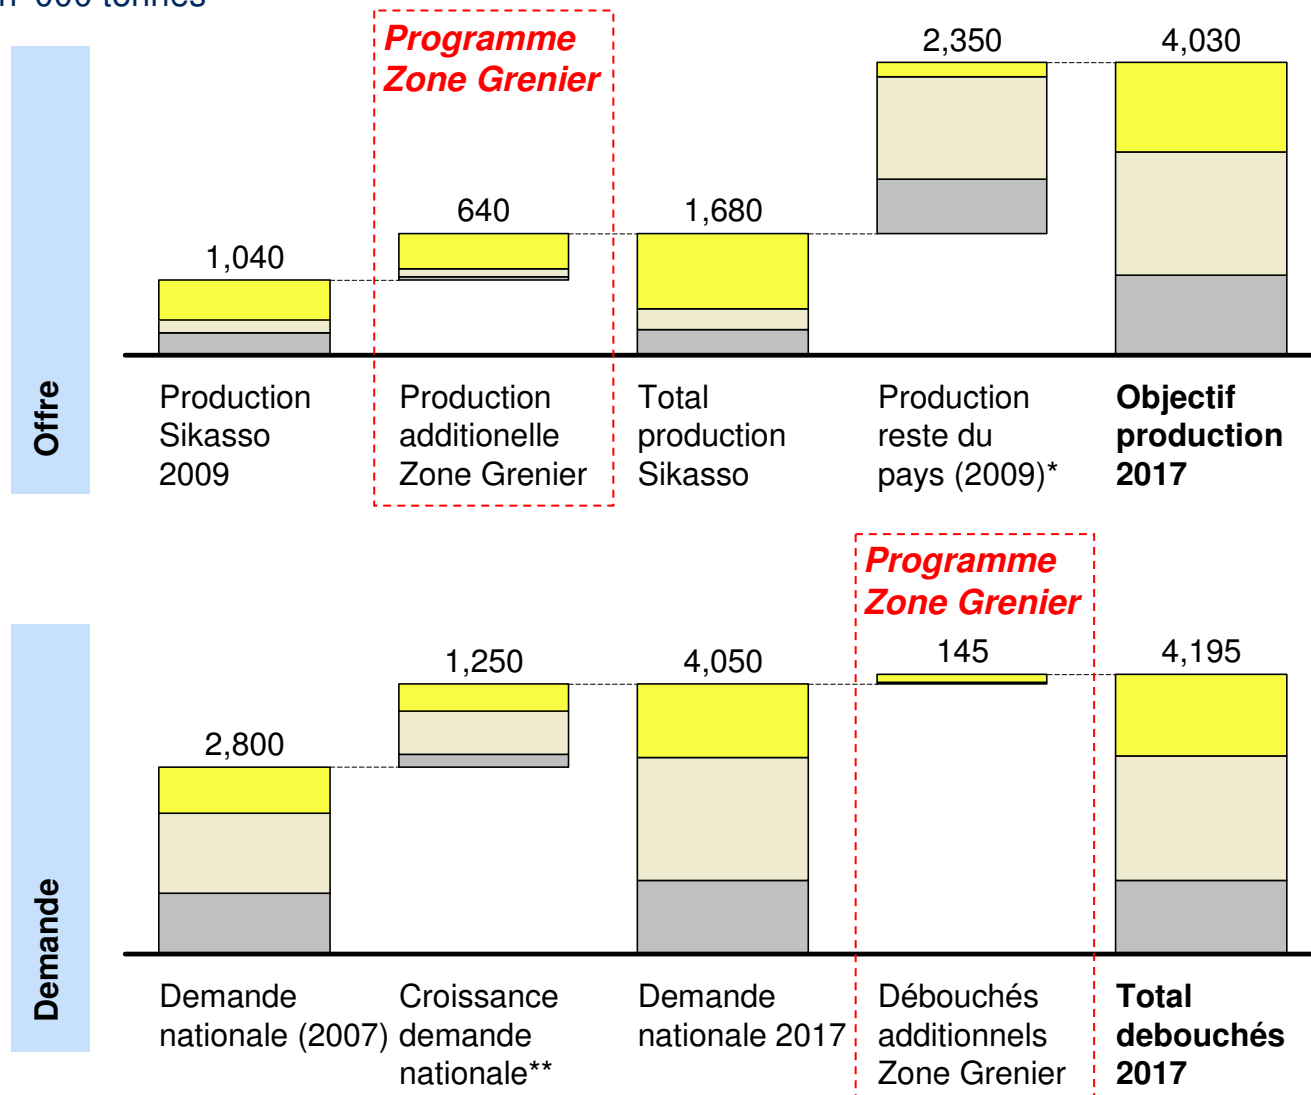 '000 tonnes
Programme
Zone Grenier
2,350
4,030
640
1,680
1,040
Offre
Production
Sikasso
2009
Production
additionelle
Zone Grenier
Total
production
Sikasso
Production
reste du
pays (2009)*
Objectif
production
2017
Programme
Zone Grenier
1,250
4,050
145
4,195
2,800
Demande
Demande
nationale (2007)
Croissance
demande
nationale**
Demande
nationale 2017
Débouchés
additionnels
Zone Grenier
Total
debouchés
2017